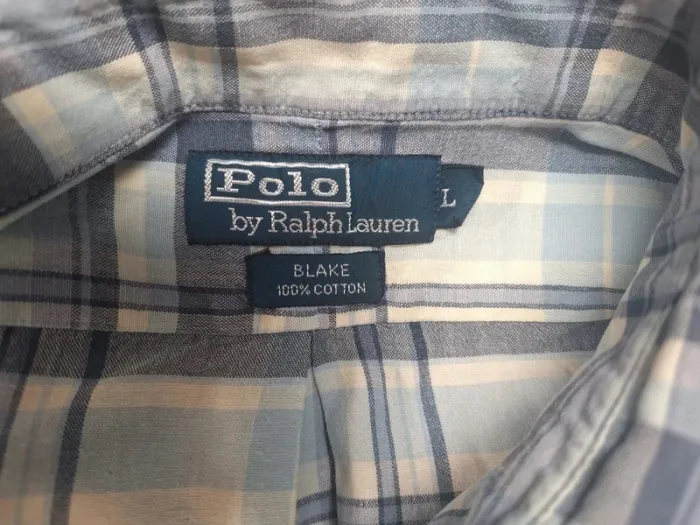 Polo
by Ralph Lauren
L
BLAKE
100% COTTON